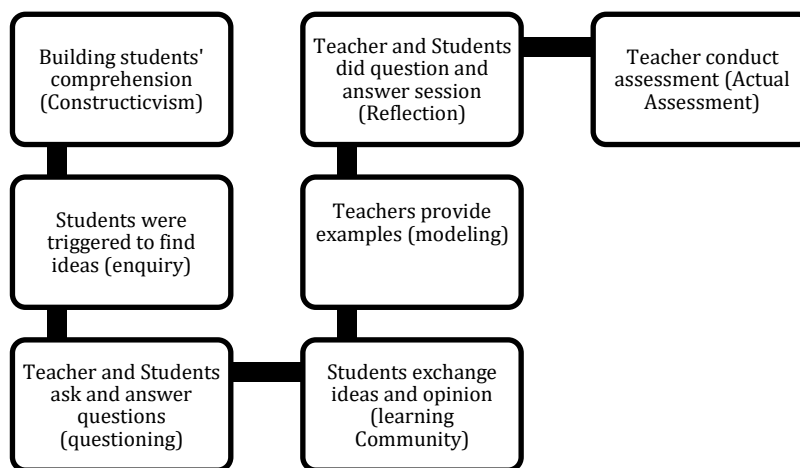 Building students'
comprehension
(Constructicvism)
Students were
triggered to find
ideas (enquiry)
Teacher and Students
ask and answer
questions
(questioning)
Students exchange
ideas and opinion
(learning
Community)
Teachers provide
examples (modeling)
Teacher and Students
did question and
answer session
(Reflection)
Teacher conduct
assessment (Actual
Assessment)